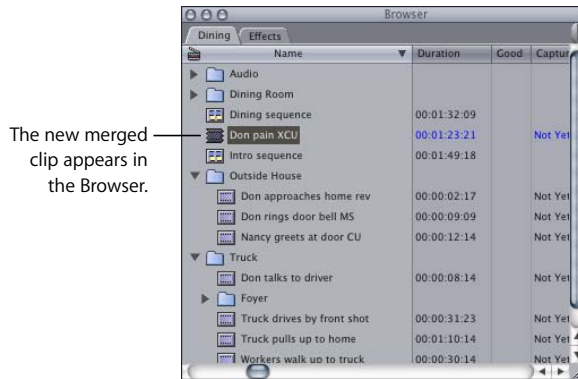 Browser
Dining Effects
Name Duration Good Captur
Audio
Dining Room
Dining sequence 00:01:32:09
The new merged clip appears in the Browser.
Don pain XCU 00:01:23:21 Not Yet
Intro sequence 00:01:49:18
Outside House
Don approaches home rev 00:00:02:17 Not Yet
Don rings door bell MS 00:00:09:09 Not Yet
Nancy greets at door CU 00:00:12:14 Not Yet
Truck
Don talks to driver 00:00:08:14 Not Yet
Foyer
Truck drives by front shot 00:00:31:23 Not Yet
Truck pulls up to home 00:01:10:14 Not Yet
Workers walk up to truck 00:00:30:14 Not Yet